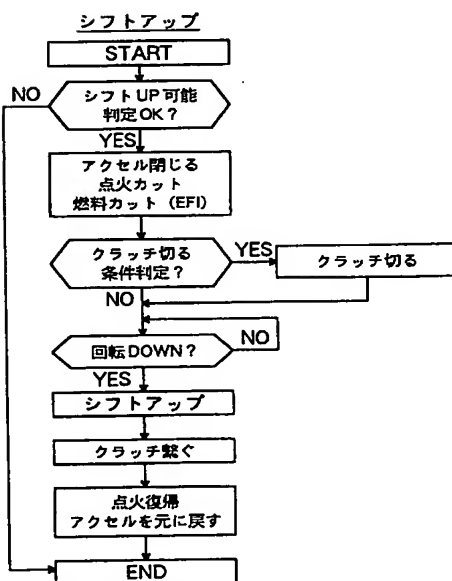 シフトアップ
START
NO
シフトUP可能
判定OK？
YES
アクセル閉じる
点火カット
燃料カット（EFI）
クラッチ切る
条件判定？
YES
クラッチ切る
NO
回転DOWN？
NO
YES
シフトアップ
クラッチ繋ぐ
点火復帰
アクセルを元に戻す
END